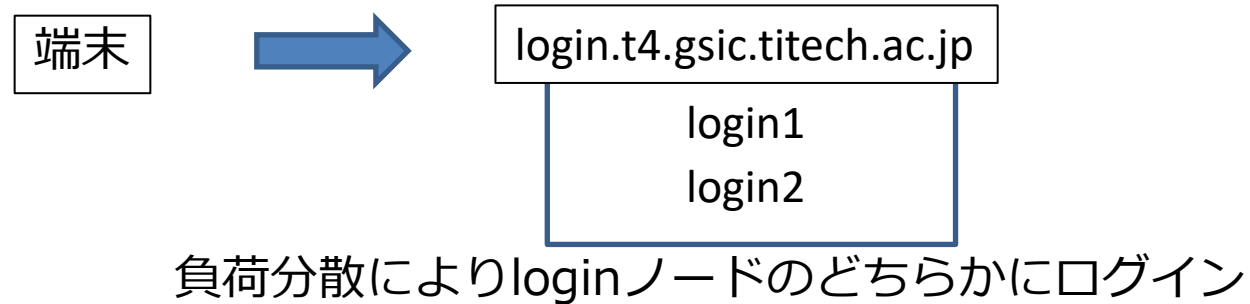 端末
login.t4.gsic.titech.ac.jp
login1
login2
負荷分散によりloginノードのどちらかにログイン